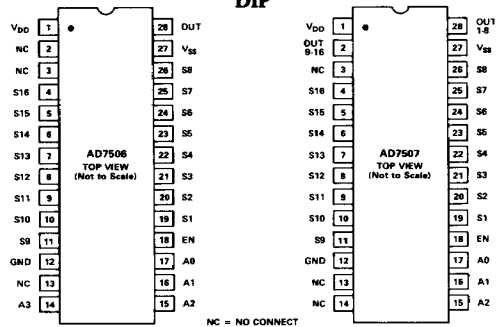 DIP
VDD 1 28 OUT
NC 2 27 VSS
NC 3 26 S8
S16 4 25 S7
S15 5 24 S6
S14 6 23 S5
S13 7 22 S4
S12 8 21 S3
S11 9 20 S2
S10 10 19 S1
S9 11 18 EN
GND 12 17 A0
NC 13 16 A1
A3 14 15 A2
AD7506
TOP VIEW
(Not to Scale)
VDD 1 28 OUT 1-8
OUT 9-16 2 27 VSS
NC 3 26 S8
S16 4 25 S7
S15 5 24 S6
S14 6 23 S5
S13 7 22 S4
S12 8 21 S3
S11 9 20 S2
S10 10 19 S1
S9 11 18 EN
GND 12 17 A0
NC 13 16 A1
NC 14 15 A2
AD7507
TOP VIEW
(Not to Scale)
NC = NO CONNECT